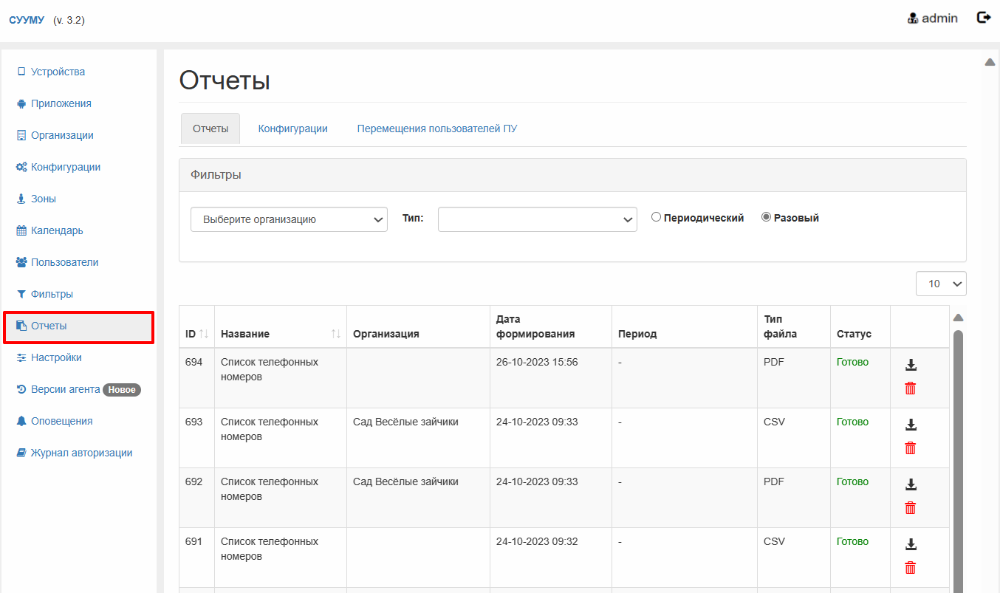 СУУМУ (v. 3.2)
admin
Устройства
Приложения
Организации
Конфигурации
Зоны
Календарь
Пользователи
Фильтры
Отчеты
Настройки
Версии агента Новое
Оповещения
Журнал авторизации
Отчеты
Отчеты Конфигурации Перемещения пользователей ПУ
Фильтры
Выберите организацию Тип: Периодический Разовый
10
ID Название Организация Дата формирования Период Тип файла Статус
694 Список телефонных номеров 26-10-2023 15:56 - PDF Готово
693 Список телефонных номеров Сад Весёлые зайчики 24-10-2023 09:33 - CSV Готово
692 Список телефонных номеров Сад Весёлые зайчики 24-10-2023 09:33 - PDF Готово
691 Список телефонных номеров 24-10-2023 09:32 - CSV Готово